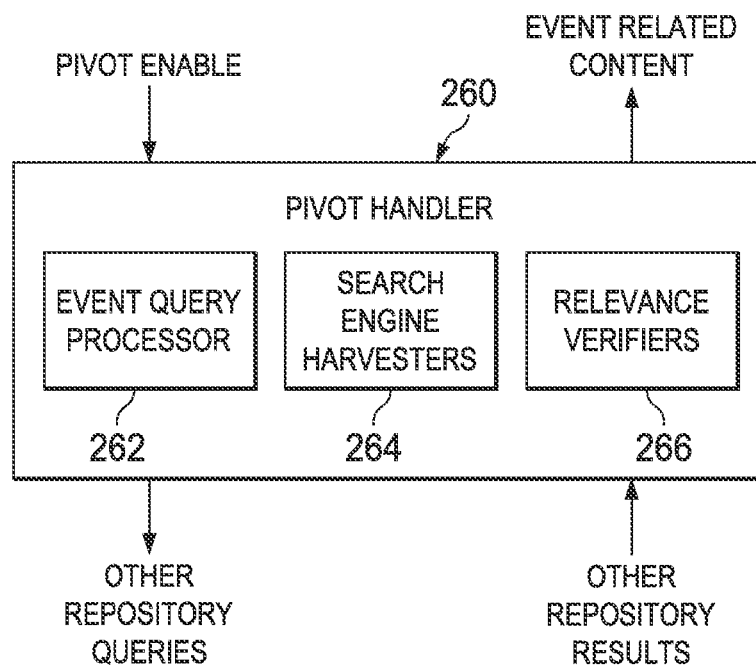 EVENT RELATED
CONTENT
PIVOT ENABLE
260
PIVOT HANDLER
EVENT QUERY
PROCESSOR
SEARCH
ENGINE
HARVESTERS
RELEVANCE
VERIFIERS
262
264
266
OTHER
REPOSITORY
QUERIES
OTHER
REPOSITORY
RESULTS